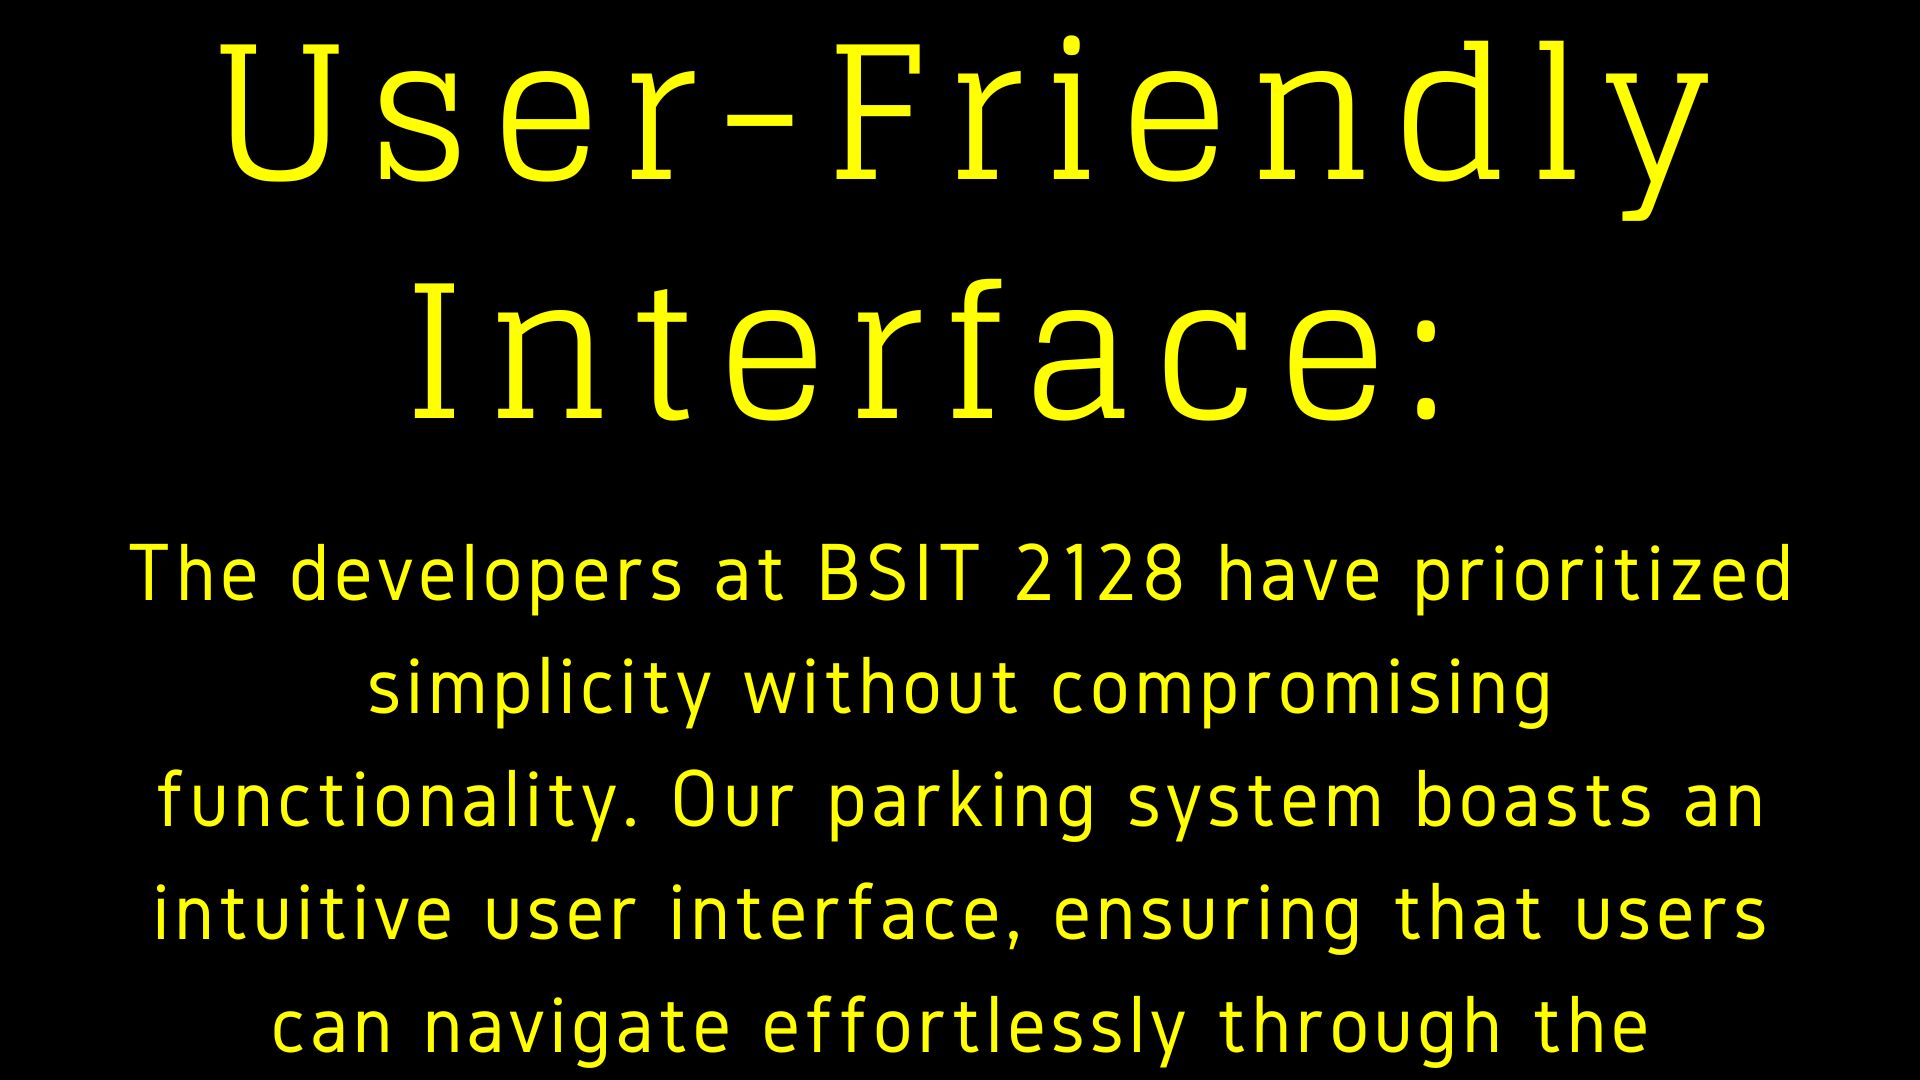 User-Friendly
Interface:
The developers at BSIT 2128 have prioritized
simplicity without compromising
functionality. Our parking system boasts an
intuitive user interface, ensuring that users
can navigate effortlessly through the